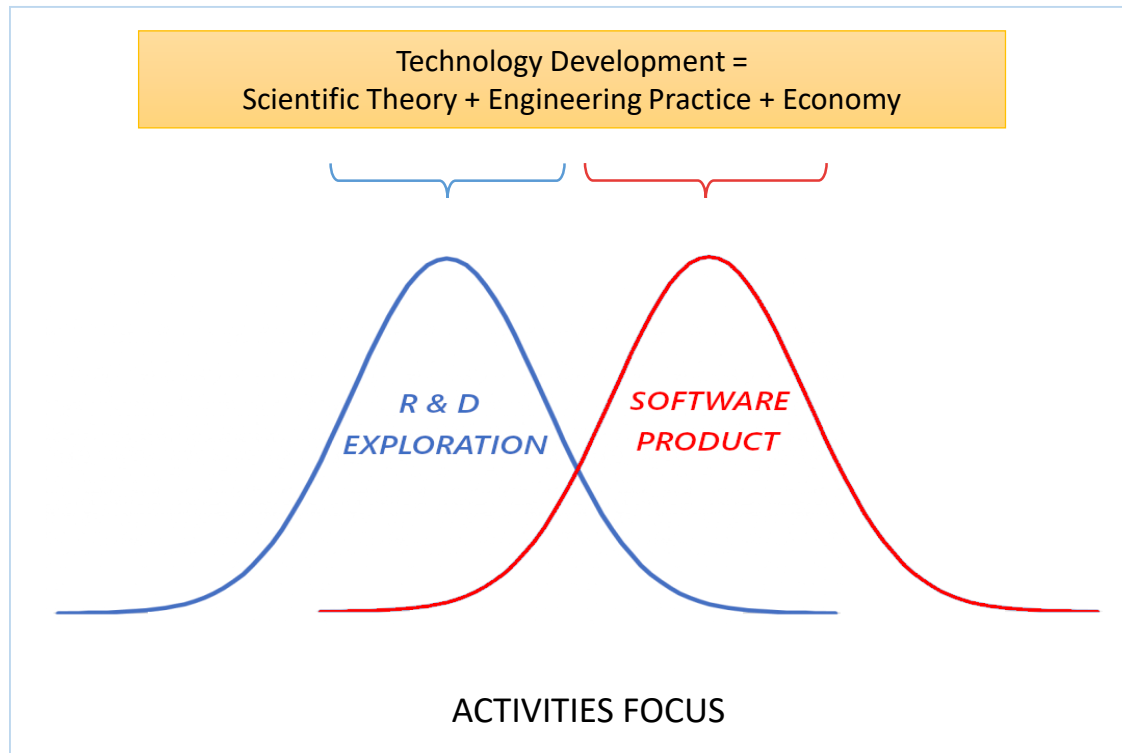 Technology Development =
Scientific Theory + Engineering Practice + Economy
R & D
EXPLORATION
SOFTWARE
PRODUCT
ACTIVITIES FOCUS